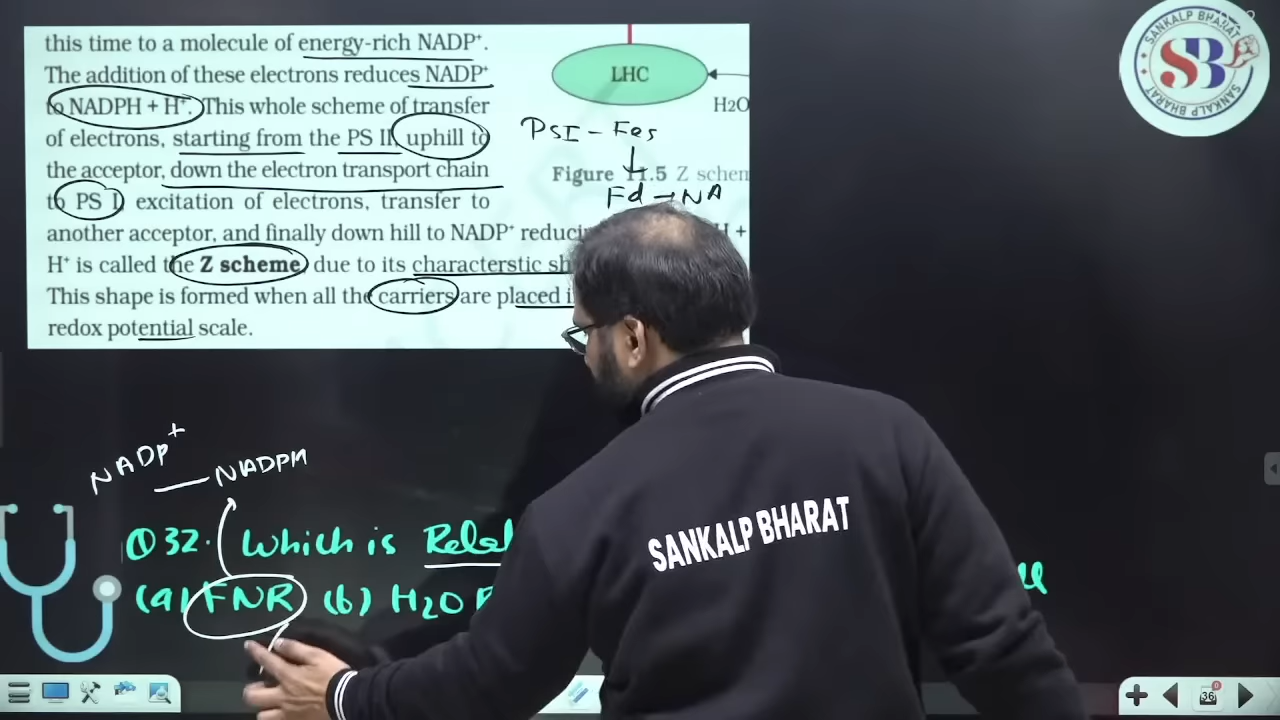 this time to a molecule of energy-rich NADP⁺.
The addition of these electrons reduces NADP⁺
to NADPH + H⁺. This whole scheme of transfer
of electrons, starting from the PS II, uphill to
the acceptor, down the electron transport chain
to PS I, excitation of electrons, transfer to
another acceptor, and finally down hill to NADP⁺
H⁺ is called the Z scheme, due to its characterstic
This shape is formed when all the carriers are placed
redox potential scale.
LHC
H2O
PSI - Fes
Figure 11.5 Z
Fd → NA
H +
SANKALP BHARAT
SB
SANKALP BHARAT
NADP⁺
NADPH
Q32. Which is
(a) FNR (b) H2O
SANKALP BHARAT
36